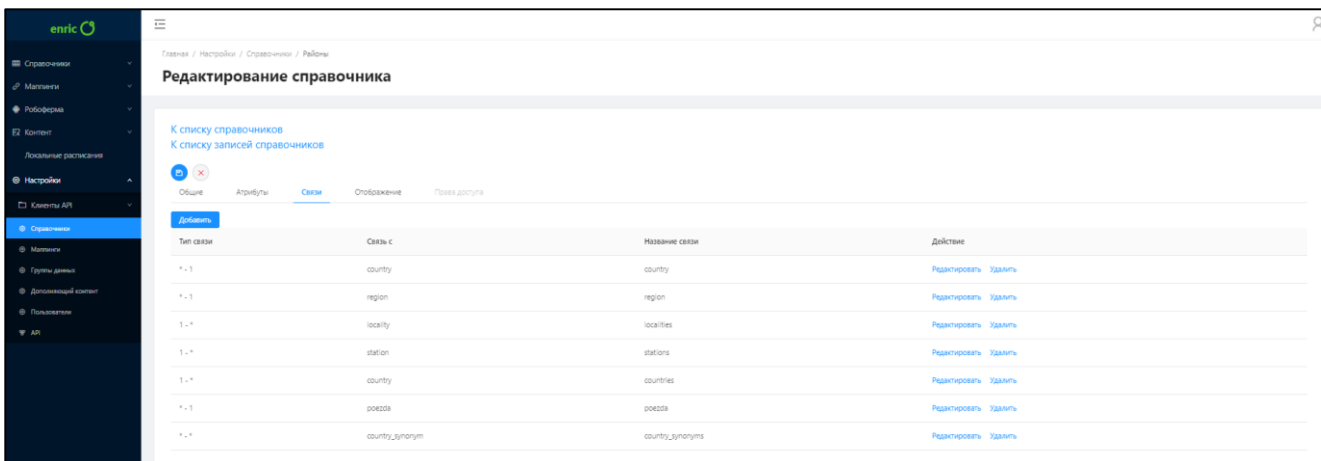 enric
Главная / Настройки / Справочники / Районы
Редактирование справочника
Справочники
Маппинги
Робоферма
Контент
Локальные расписания
Настройки
Клиенты API
Справочники
Маппинги
Группы данных
Дополняющий контент
Пользователи
API
К списку справочников
К списку записей справочников
Общие Атрибуты Связи Отображение Права доступа
Добавить
Тип связи Связь с Название связи Действие
* - 1 country country Редактировать Удалить
* - 1 region region Редактировать Удалить
1 - * locality localities Редактировать Удалить
1 - * station stations Редактировать Удалить
1 - * country countries Редактировать Удалить
* - 1 poezda poezda Редактировать Удалить
* - * country_synonym country_synonyms Редактировать Удалить